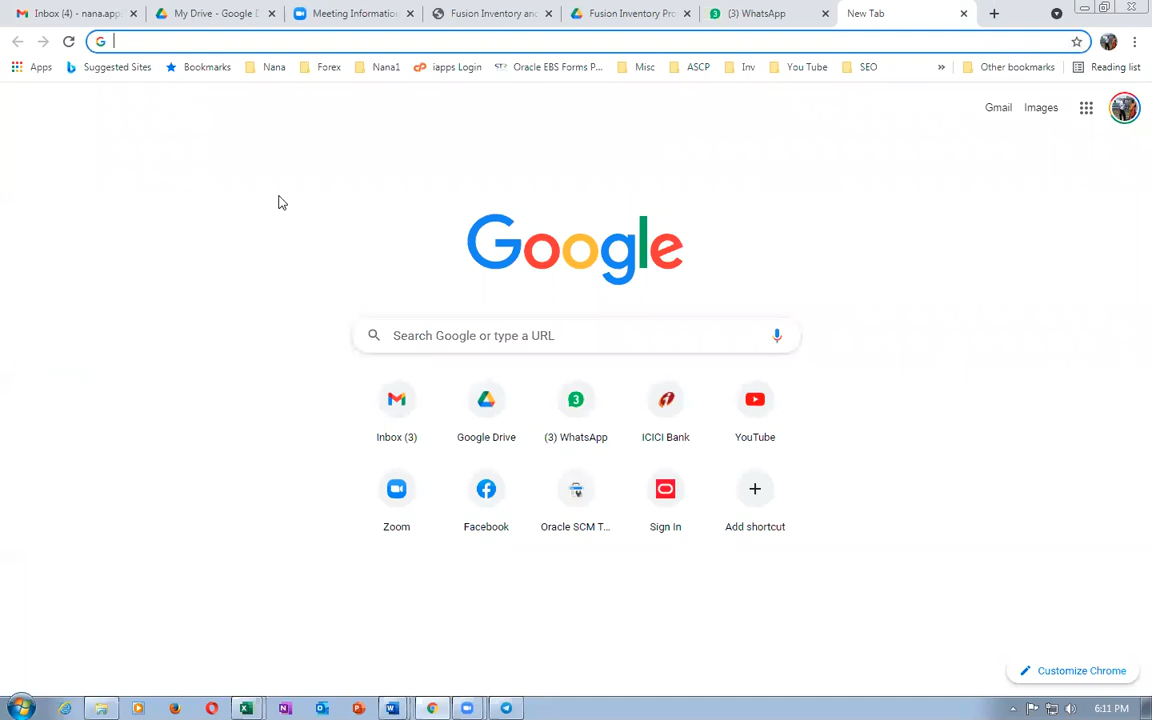 Inbox (4) - nana.app
My Drive - Google D
Meeting Informatio
Fusion Inventory an
Fusion Inventory Pro
(3) WhatsApp
New Tab
Apps
Suggested Sites
Bookmarks
Nana
Forex
Nana1
iapps Login
Oracle EBS Forms P...
Misc
ASCP
Inv
You Tube
SEO
»
Other bookmarks
Reading list
Gmail
Images
Google
Search Google or type a URL
3
Inbox (3)
Google Drive
(3) WhatsApp
ICICI Bank
YouTube
Zoom
Facebook
Oracle SCM T...
Sign In
Add shortcut
Customize Chrome
6:11 PM